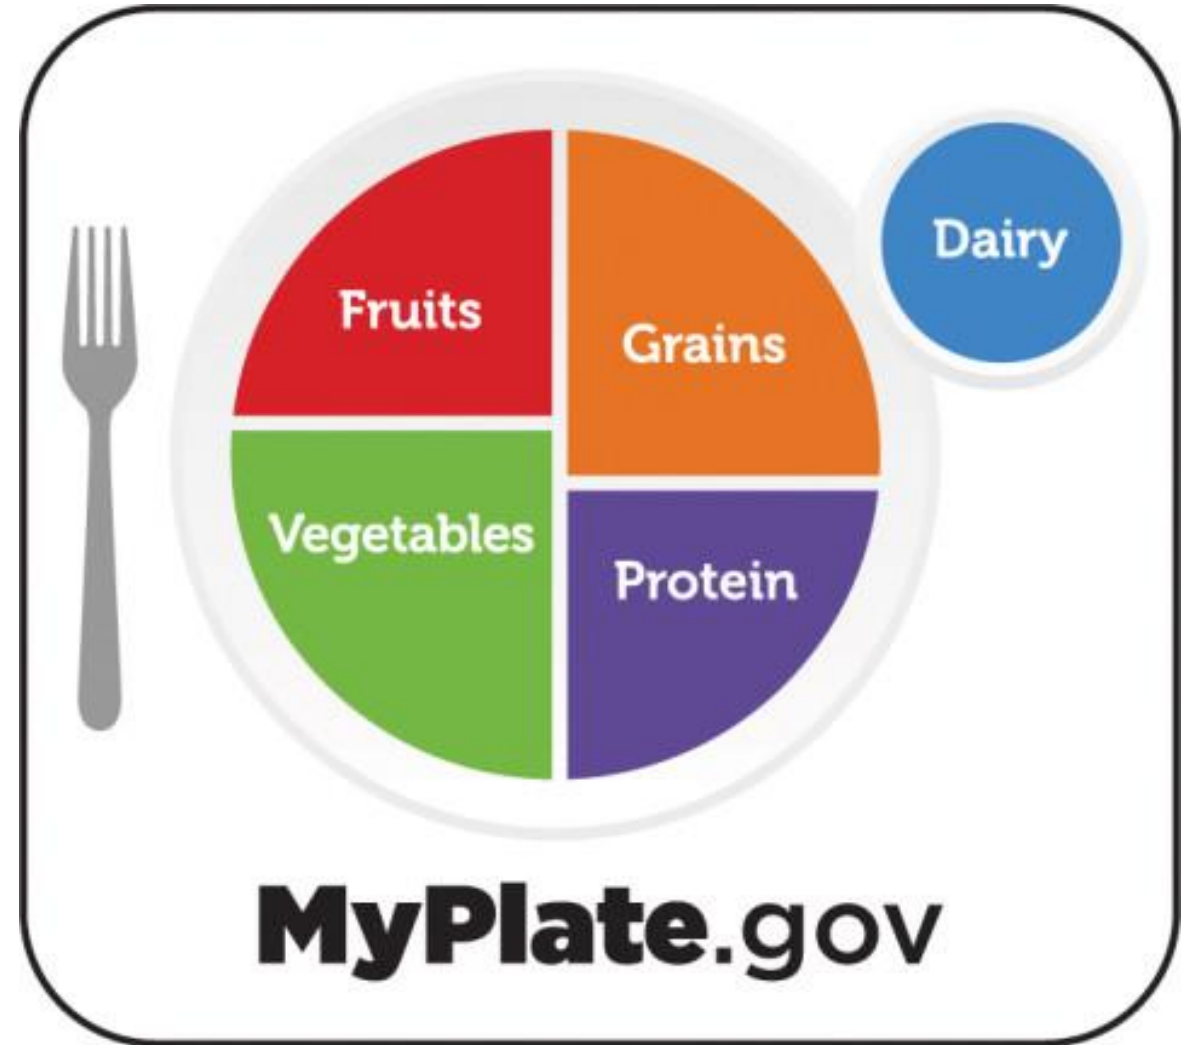 Dairy
Fruits
Grains
Vegetables
Protein
MyPlate.gov